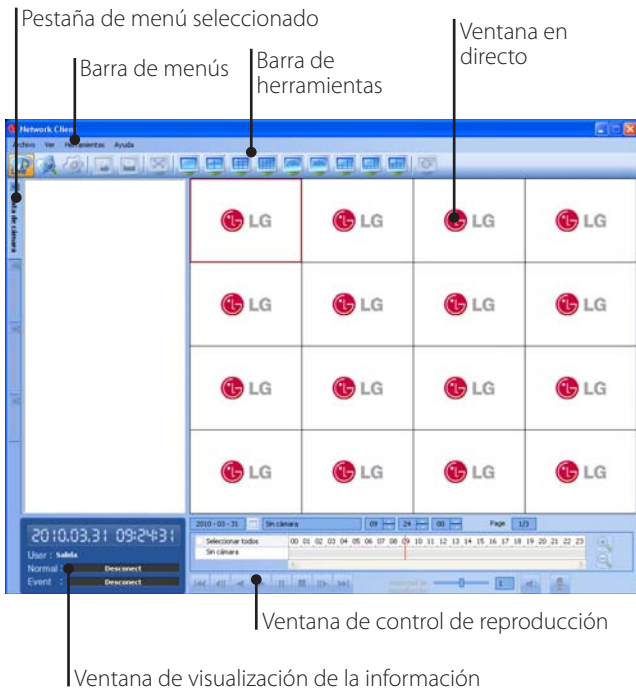 Pestaña de menú seleccionado
Ventana en
directo
Barra de menús
Barra de
herramientas
Network Client
Archivo Ver Herramientas Ayuda
LG LG LG LG
LG LG LG LG
LG LG LG LG
LG LG LG LG
2010-03-31 Sin cámara 09 24 00 Page 1/3
2010.03.31 09:24:31
Seleccionar todos 00 01 02 03 04 05 06 07 08 09 10 11 12 13 14 15 16 17 18 19 20 21 22 23
Sin cámara
User : Salida
Normal : Desconect
Event : Desconect
1
Ventana de control de reproducción
Ventana de visualización de la información